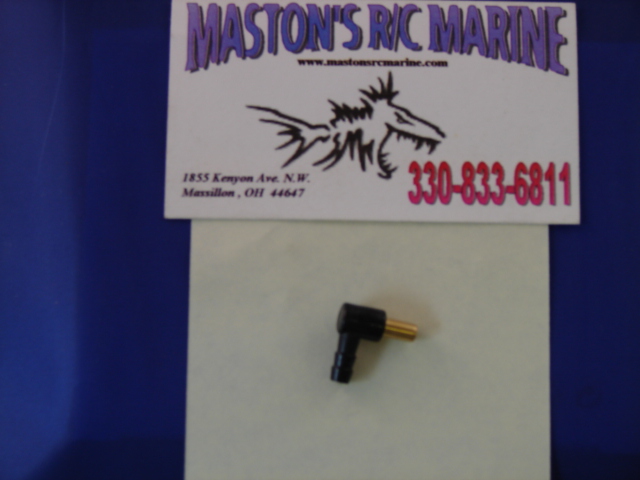 MASTON'S R/C MARINE
www.mastonsrcmarine.com
1855 Kenyon Ave. N.W.
Massillon , OH 44647
330-833-6811